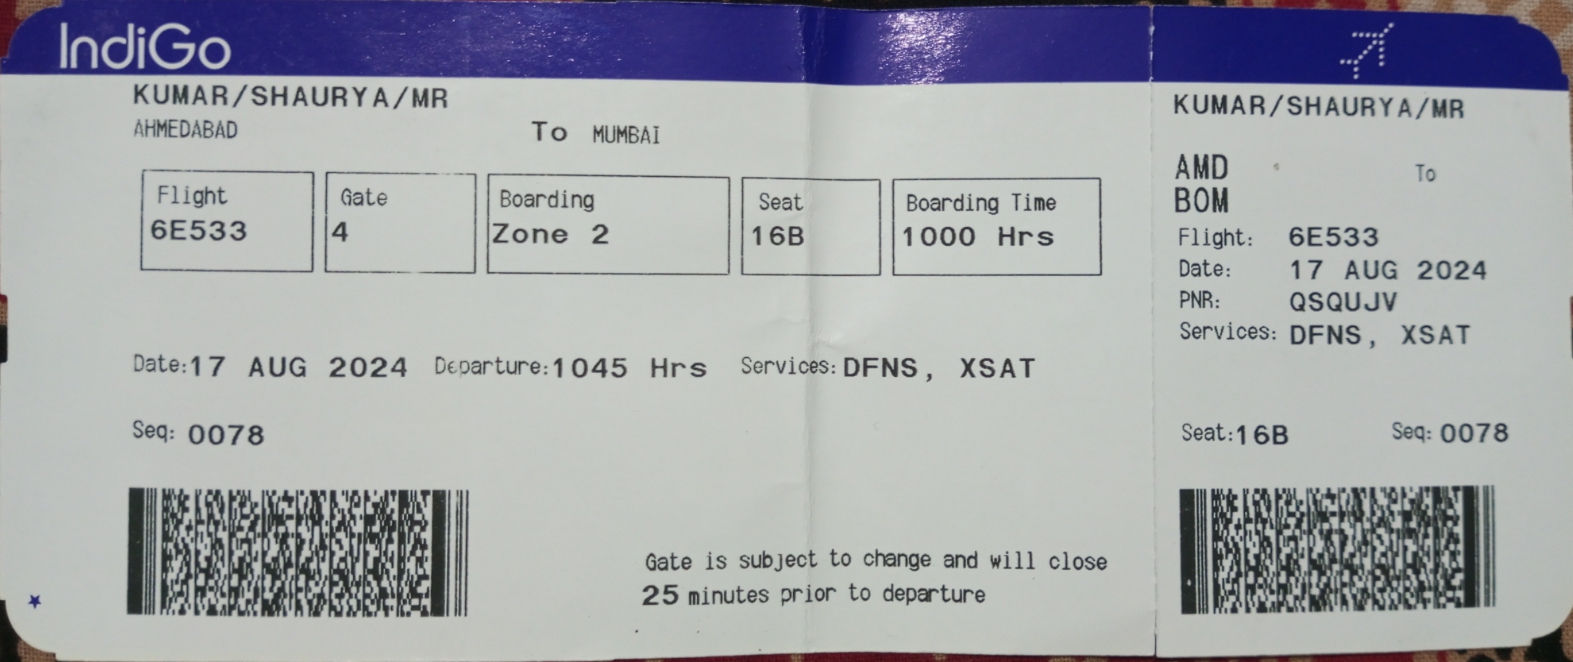 IndiGo
KUMAR/SHAURYA/MR
AHMEDABAD To MUMBAI
Flight Gate Boarding Seat Boarding Time
6E533 4 Zone 2 16B 1000 Hrs
Date:17 AUG 2024 Departure:1045 Hrs Services:DFNS, XSAT
Seq: 0078
Gate is subject to change and will close
25 minutes prior to departure
KUMAR/SHAURYA/MR
AMD To
BOM
Flight: 6E533
Date: 17 AUG 2024
PNR: QSQUJV
Services: DFNS, XSAT
Seat:16B Seq: 0078